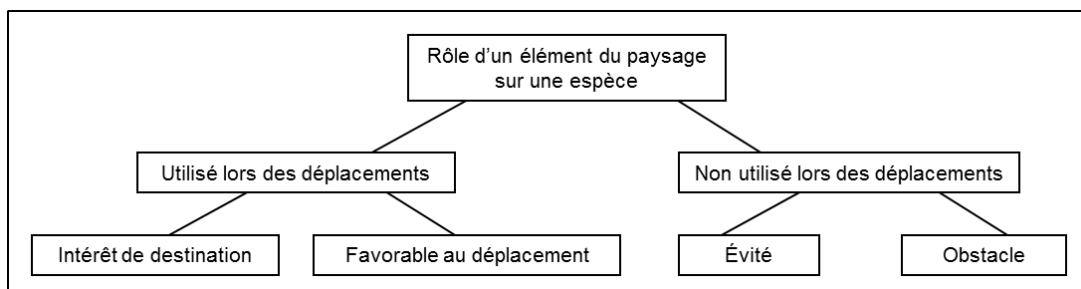 Rôle d’un élément du paysage
sur une espèce
Utilisé lors des déplacements
Non utilisé lors des déplacements
Intérêt de destination
Favorable au déplacement
Évité
Obstacle